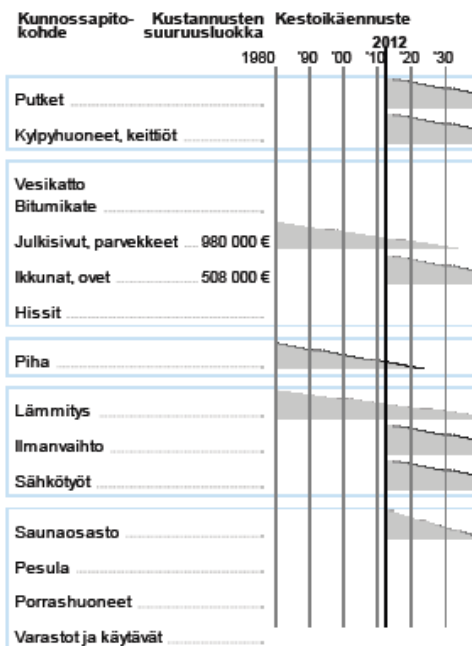 Kunnossapito- Kustannusten Kestoikäennuste
kohde suuruusluokka 2012
1980 '90 '00 '10 '20 '30
Putket
Kylpyhuoneet, keittiöt
Vesikatto
Bitumikate
Julkisivut, parvekkeet 980 000 €
Ikkunat, ovet 508 000 €
Hissit
Piha
Lämmitys
Ilmanvaihto
Sähkötyöt
Saunaosasto
Pesula
Porrashuoneet
Varastot ja käytävät